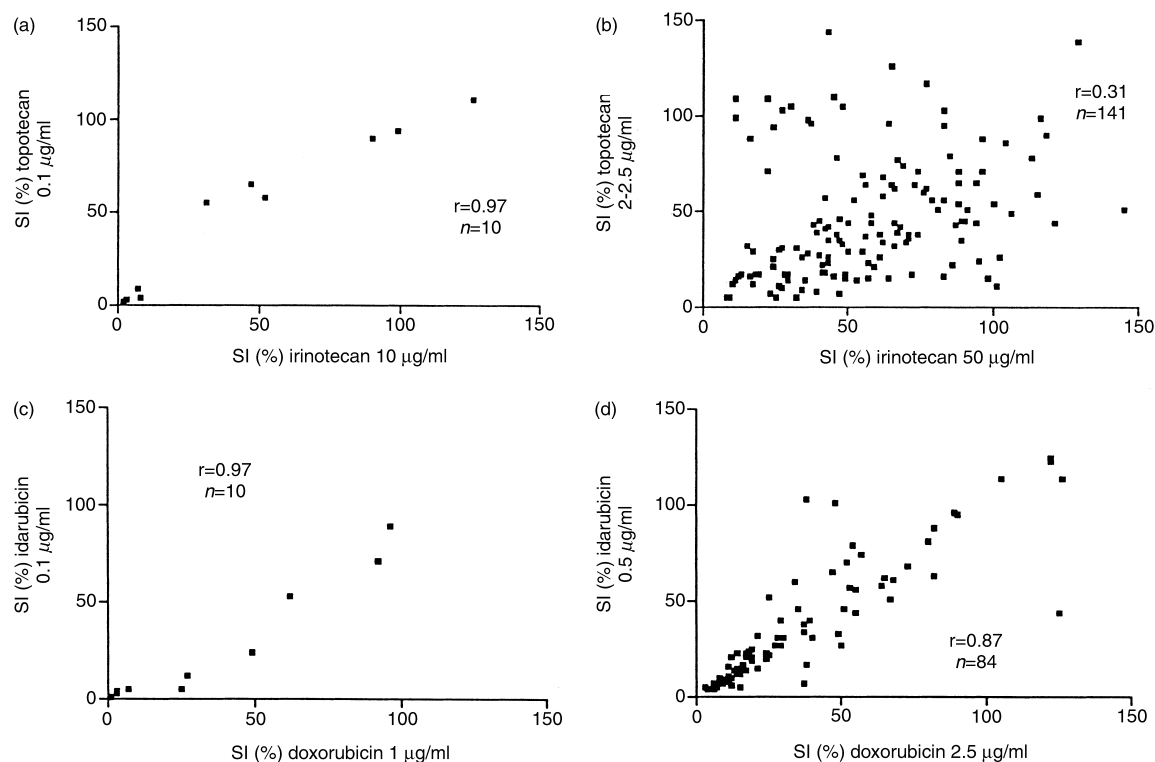 (a)
150
100
50
0
SI (%) topotecan
0.1 μg/ml
r=0.97
n=10
0 50 100 150
SI (%) irinotecan 10 μg/ml
(b)
150
100
50
0
SI (%) topotecan
2-2.5 μg/ml
r=0.31
n=141
0 50 100 150
SI (%) irinotecan 50 μg/ml
(c)
150
100
50
0
SI (%) idarubicin
0.1 μg/ml
r=0.97
n=10
0 50 100 150
SI (%) doxorubicin 1 μg/ml
(d)
150
100
50
0
SI (%) idarubicin
0.5 μg/ml
r=0.87
n=84
0 50 100 150
SI (%) doxorubicin 2.5 μg/ml